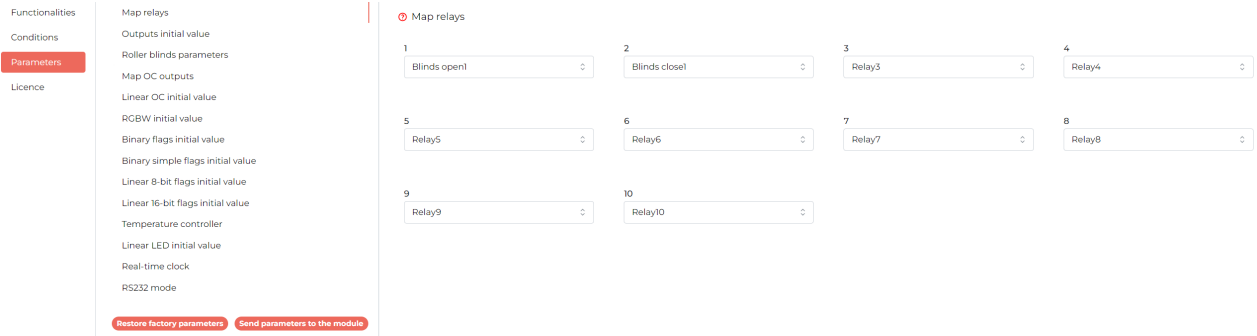 Functionalities
Conditions
Parameters
Licence
Map relays
Outputs initial value
Roller blinds parameters
Map OC outputs
Linear OC initial value
RGBW initial value
Binary flags initial value
Binary simple flags initial value
Linear 8-bit flags initial value
Linear 16-bit flags initial value
Temperature controller
Linear LED initial value
Real-time clock
RS232 mode
Restore factory parameters
Send parameters to the module
Map relays
1
Blinds open1
2
Blinds close1
3
Relay3
4
Relay4
5
Relay5
6
Relay6
7
Relay7
8
Relay8
9
Relay9
10
Relay10